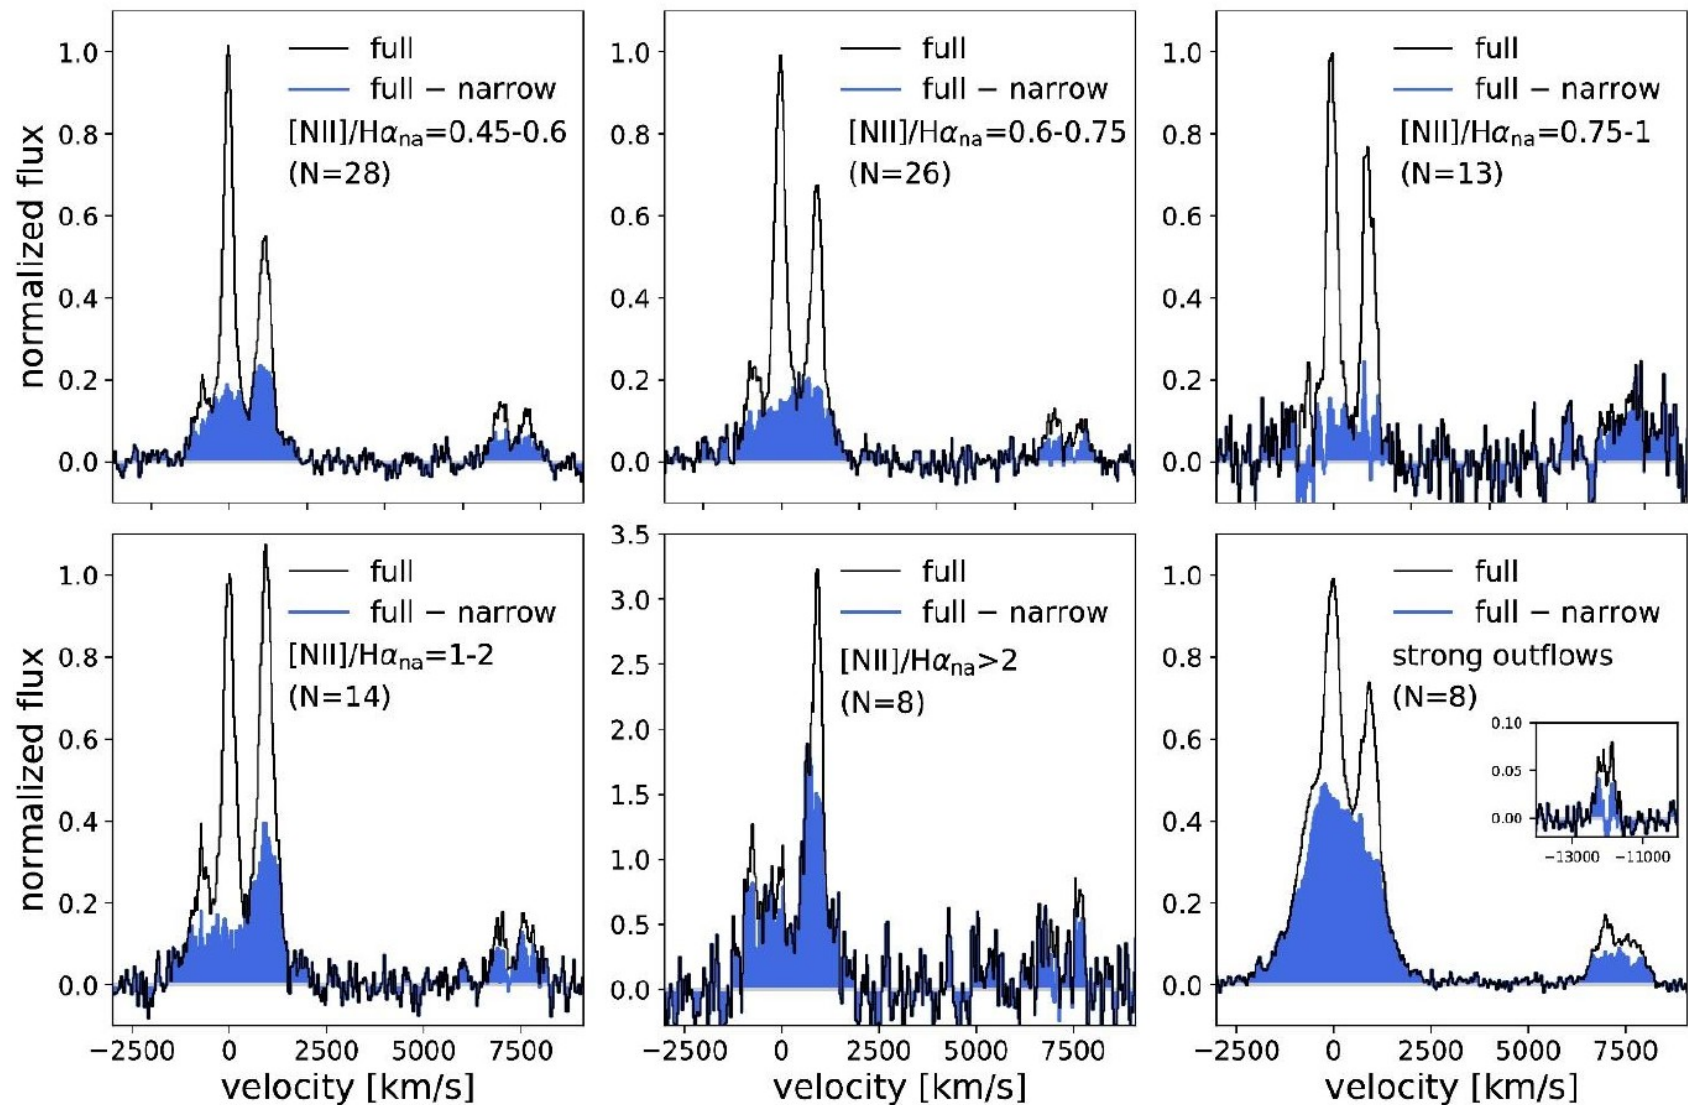 normalized flux
1.0
0.8
0.6
0.4
0.2
0.0
full
full − narrow
[NII]/Hαna=0.45-0.6
(N=28)
1.0
0.8
0.6
0.4
0.2
0.0
full
full − narrow
[NII]/Hαna=0.6-0.75
(N=26)
1.0
0.8
0.6
0.4
0.2
0.0
full
full − narrow
[NII]/Hαna=0.75-1
(N=13)
normalized flux
1.0
0.8
0.6
0.4
0.2
0.0
full
full − narrow
[NII]/Hαna=1-2
(N=14)
−2500 0 2500 5000 7500
velocity [km/s]
3.5
3.0
2.5
2.0
1.5
1.0
0.5
0.0
full
full − narrow
[NII]/Hαna>2
(N=8)
−2500 0 2500 5000 7500
velocity [km/s]
1.0
0.8
0.6
0.4
0.2
0.0
full
full − narrow
strong outflows
(N=8)
0.10
0.05
0.00
−13000 −11000
−2500 0 2500 5000 7500
velocity [km/s]